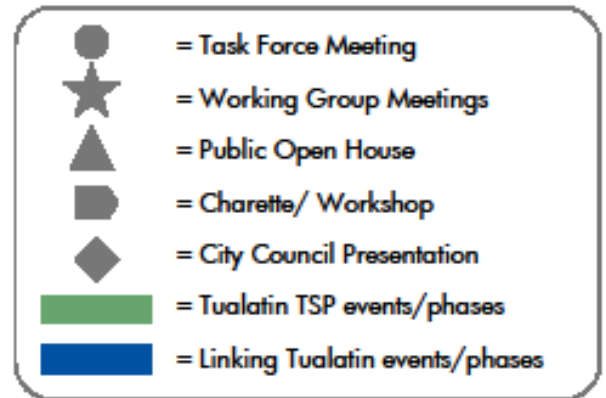 = Task Force Meeting
= Working Group Meetings
= Public Open House
= Charette/ Workshop
= City Council Presentation
= Tualatin TSP events/phases
= Linking Tualatin events/phases